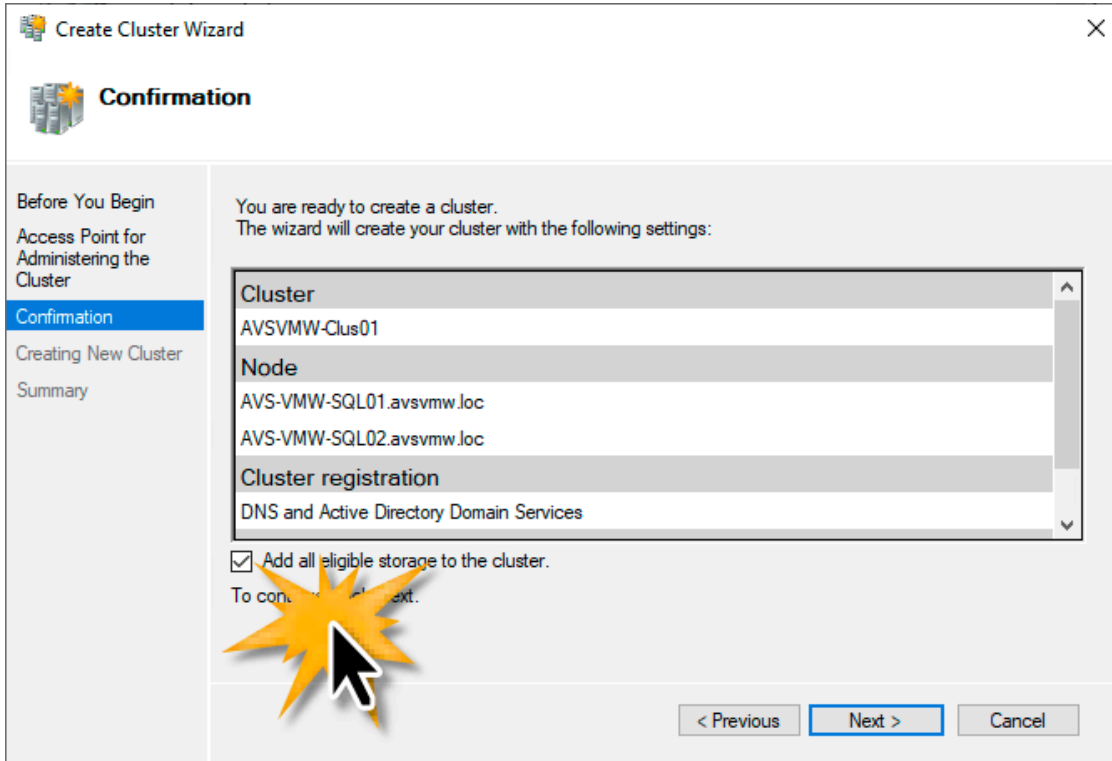 Create Cluster Wizard
Confirmation
Before You Begin
Access Point for
Administering the
Cluster
Confirmation
Creating New Cluster
Summary
You are ready to create a cluster.
The wizard will create your cluster with the following settings:
Cluster
AVSVMW-Clus01
Node
AVS-VMW-SQL01.avsvmw.loc
AVS-VMW-SQL02.avsvmw.loc
Cluster registration
DNS and Active Directory Domain Services
Add all eligible storage to the cluster.
To
< Previous
Next >
Cancel